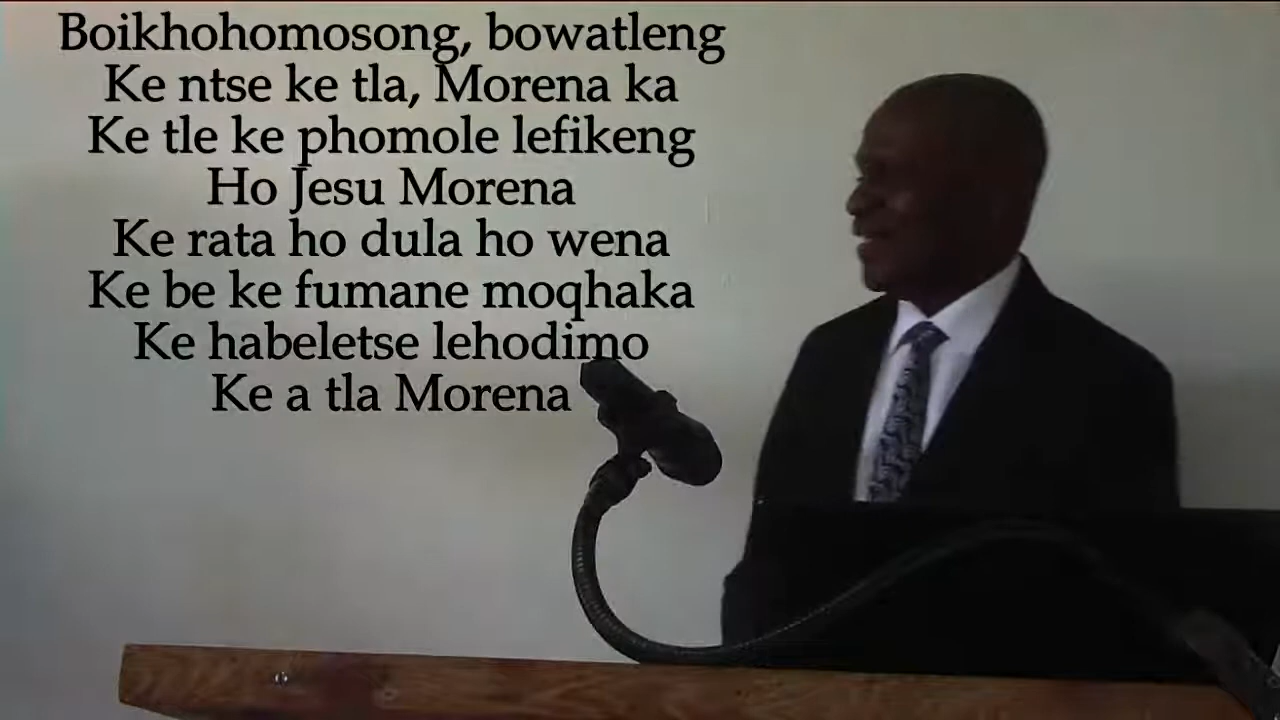 Boikhohomosong, bowatleng
Ke ntse ke tla, Morena ka
Ke tle ke phomole lefikeng
Ho Jesu Morena
Ke rata ho dula ho wena
Ke be ke fumane moqhaka
Ke habeletse lehodimo
Ke a tla Morena